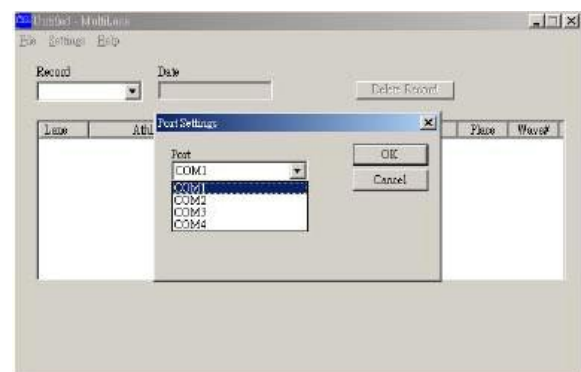 Untitled - MultiLane
File Settings Help
Record Date
Delete Record
Lane Athl Place Wave#
Port Settings
Port
COM1
COM1
COM2
COM3
COM4
OK
Cancel